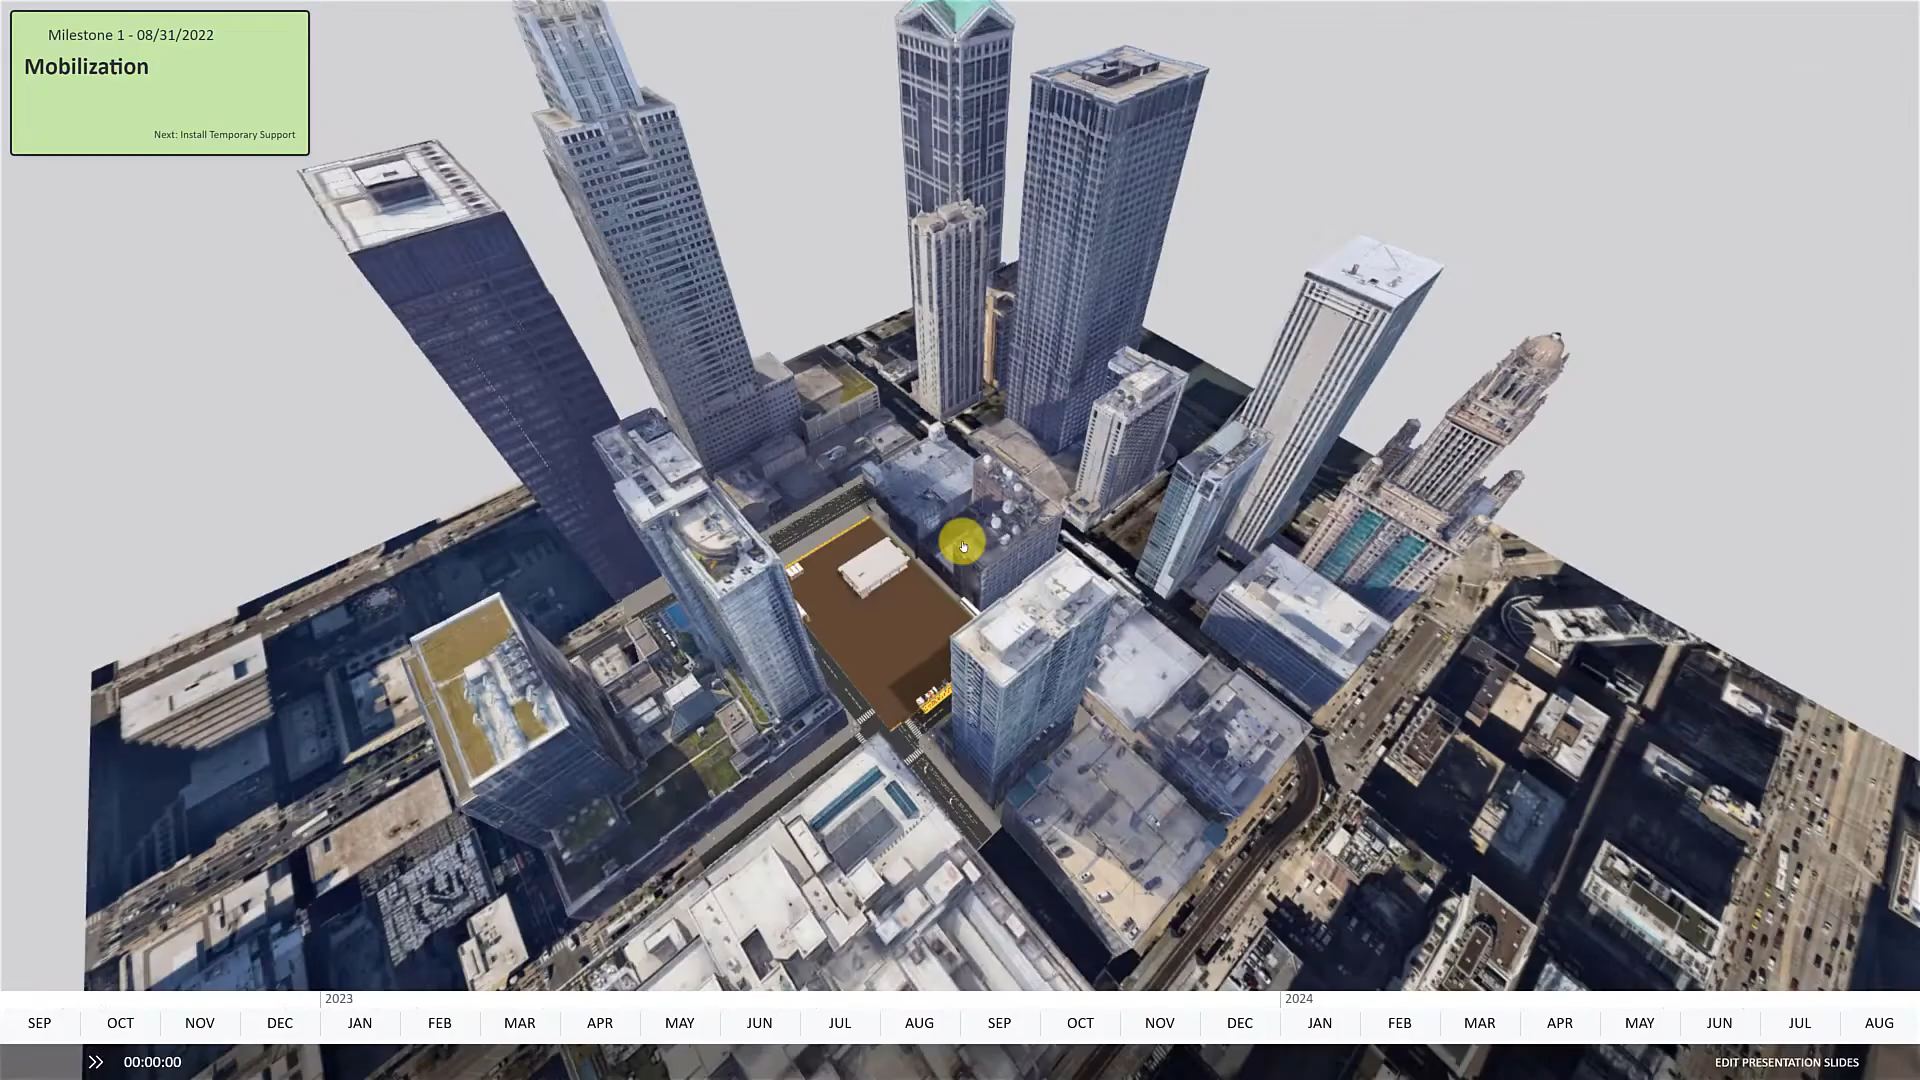 Milestone 1 - 08/31/2022
Mobilization
Next: Install Temporary Support
2023
2024
SEP OCT NOV DEC JAN FEB MAR APR MAY JUN JUL AUG SEP OCT NOV DEC JAN FEB MAR APR MAY JUN JUL AUG
00:00:00
EDIT PRESENTATION SLIDES